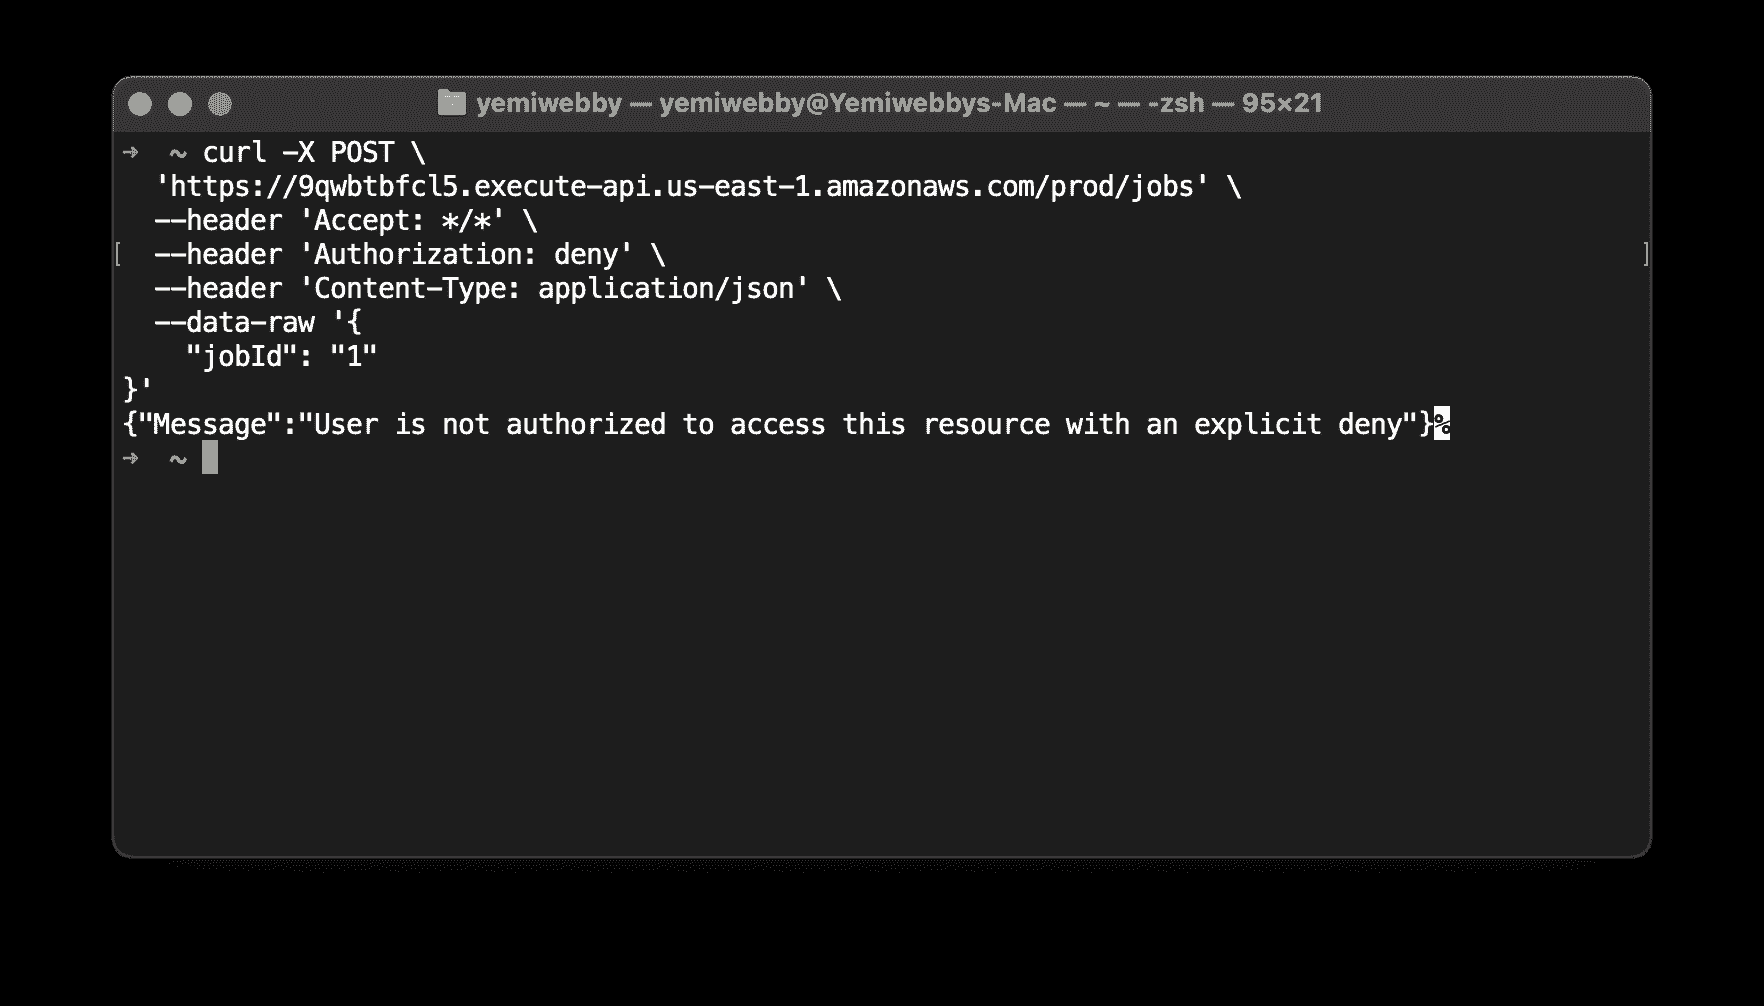 yemiwebby — yemiwebby@Yemiwebbys-Mac — ~ — -zsh — 95×21
→ ~ curl -X POST \
'https://9qwbtbfcl5.execute-api.us-east-1.amazonaws.com/prod/jobs' \
--header 'Accept: */*' \
[ --header 'Authorization: deny' \ ]
--header 'Content-Type: application/json' \
--data-raw '{
"jobId": "1"
}'
{"Message":"User is not authorized to access this resource with an explicit deny"}%
→ ~